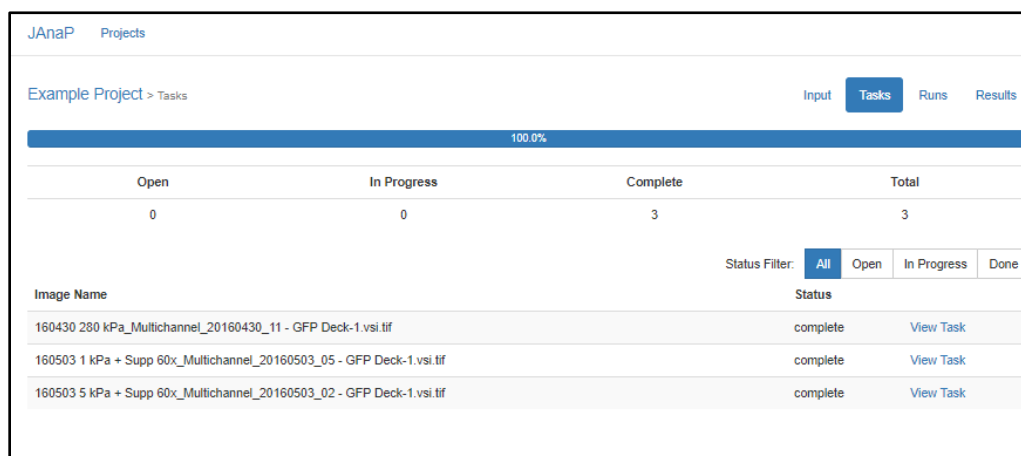 JAnaP Projects
Example Project > Tasks Input Tasks Runs Results
100.0%
Open In Progress Complete Total
0 0 3 3
Status Filter: All Open In Progress Done
Image Name Status
160430 280 kPa_Multichannel_20160430_11 - GFP Deck-1.vsi.tif complete View Task
160503 1 kPa + Supp 60x_Multichannel_20160503_05 - GFP Deck-1.vsi.tif complete View Task
160503 5 kPa + Supp 60x_Multichannel_20160503_02 - GFP Deck-1.vsi.tif complete View Task